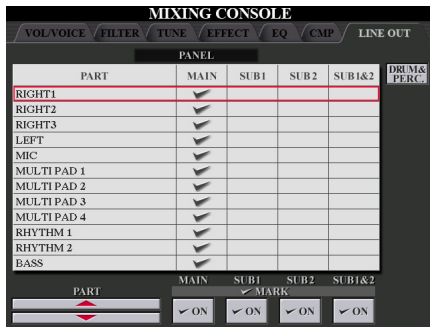 MIXING CONSOLE
VOL/VOICE FILTER TUNE EFFECT EQ CMP LINE OUT
PANEL
PART MAIN SUB1 SUB2 SUB1&2
DRUM&
PERC.
RIGHT1
RIGHT2
RIGHT3
LEFT
MIC
MULTI PAD 1
MULTI PAD 2
MULTI PAD 3
MULTI PAD 4
RHYTHM 1
RHYTHM 2
BASS
MAIN SUB1 SUB2 SUB1&2
PART ✓ MARK
✓ ON ✓ ON ✓ ON ✓ ON